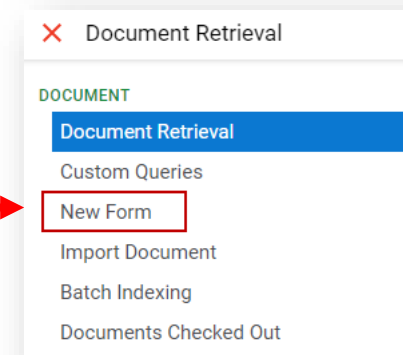 Document Retrieval
DOCUMENT
Document Retrieval
Custom Queries
New Form
Import Document
Batch Indexing
Documents Checked Out